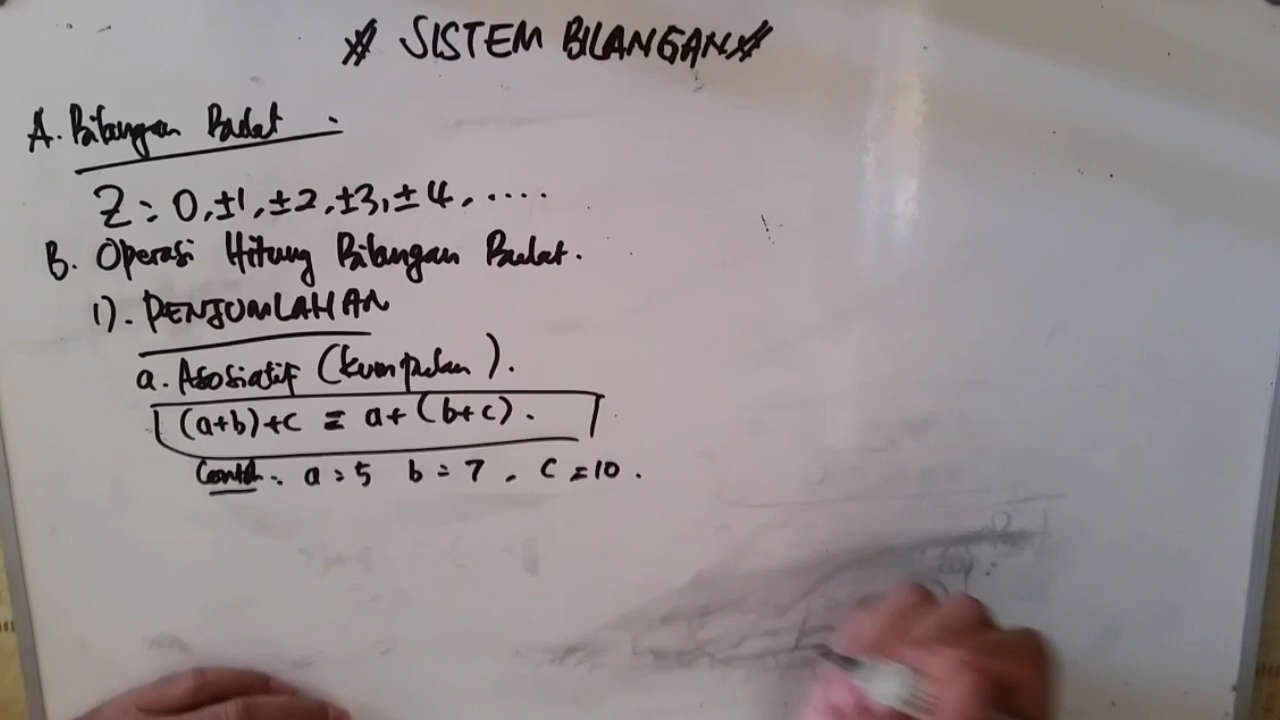 SISTEM BILANGAN
A. Bilangan Bulat.
Z = 0, ±1, ±2, ±3, ±4, ....
B. Operasi Hitung Bilangan Bulat.
1). PENJUMLAHAN
a. Asosiatif (kumpulan).
(a+b)+c = a+(b+c).
Contoh: a = 5 b = 7, c = 10.